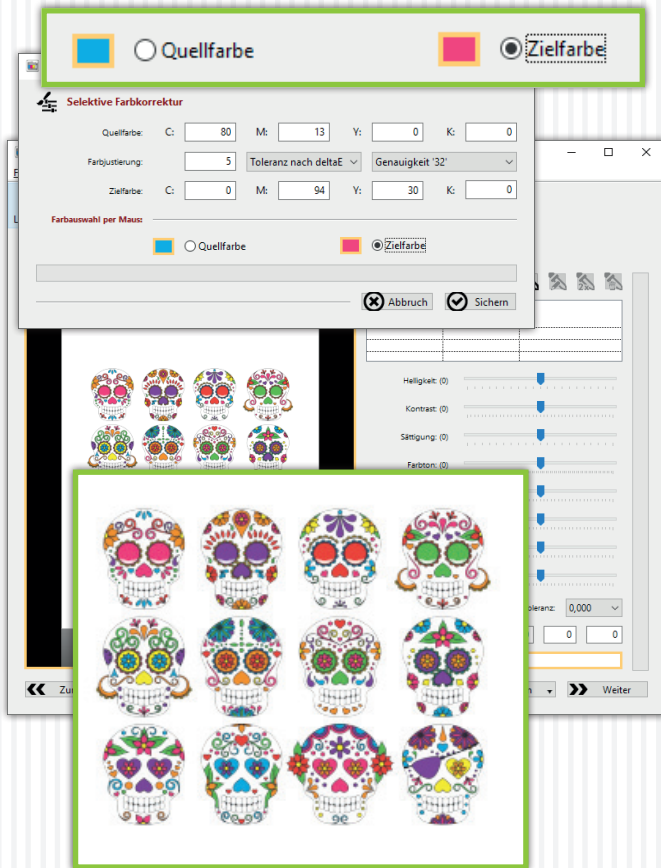 Quellfarbe Zielfarbe
Selektive Farbkorrektur
Quellfarbe: C: 80 M: 13 Y: 0 K: 0
Farbjustierung: 5 Toleranz nach deltaE Genauigkeit '32'
Zielfarbe: C: 0 M: 94 Y: 30 K: 0
Farbauswahl per Maus:
Quellfarbe Zielfarbe
Abbruch Sichern
Helligkeit: (0)
Kontrast: (0)
Sättigung: (0)
Farbton: (0)
oleranz: 0,000
0 0
Zu Weiter